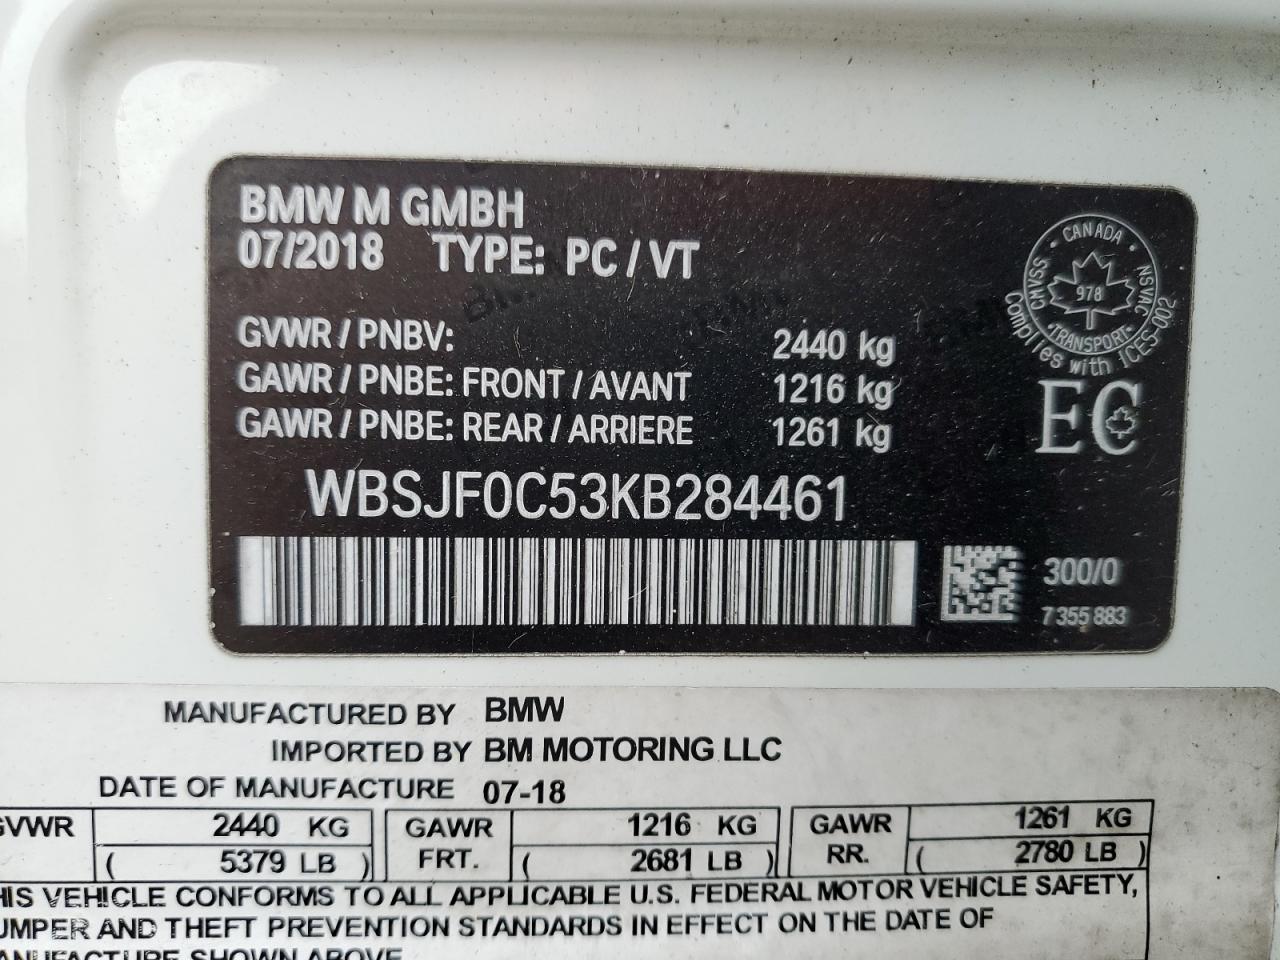 BMW M GMBH
07/2018 TYPE: PC / VT
GVWR / PNBV: 2440 kg
GAWR / PNBE: FRONT / AVANT 1216 kg
GAWR / PNBE: REAR / ARRIERE 1261 kg
WBSJF0C53KB284461
CANADA
CMVSS
NSVAC
978
TRANSPORT
Complies with ICES-002
EC
300/0
7 355 883
MANUFACTURED BY BMW
IMPORTED BY BM MOTORING LLC
DATE OF MANUFACTURE 07-18
GVWR 2440 KG GAWR 1216 KG GAWR 1261 KG
( 5379 LB ) FRT. ( 2681 LB ) RR. ( 2780 LB )
HIS VEHICLE CONFORMS TO ALL APPLICABLE U.S. FEDERAL MOTOR VEHICLE SAFETY,
UMPER AND THEFT PREVENTION STANDARDS IN EFFECT ON THE DATE OF
ANUFACTURE SHOWN ABOVE